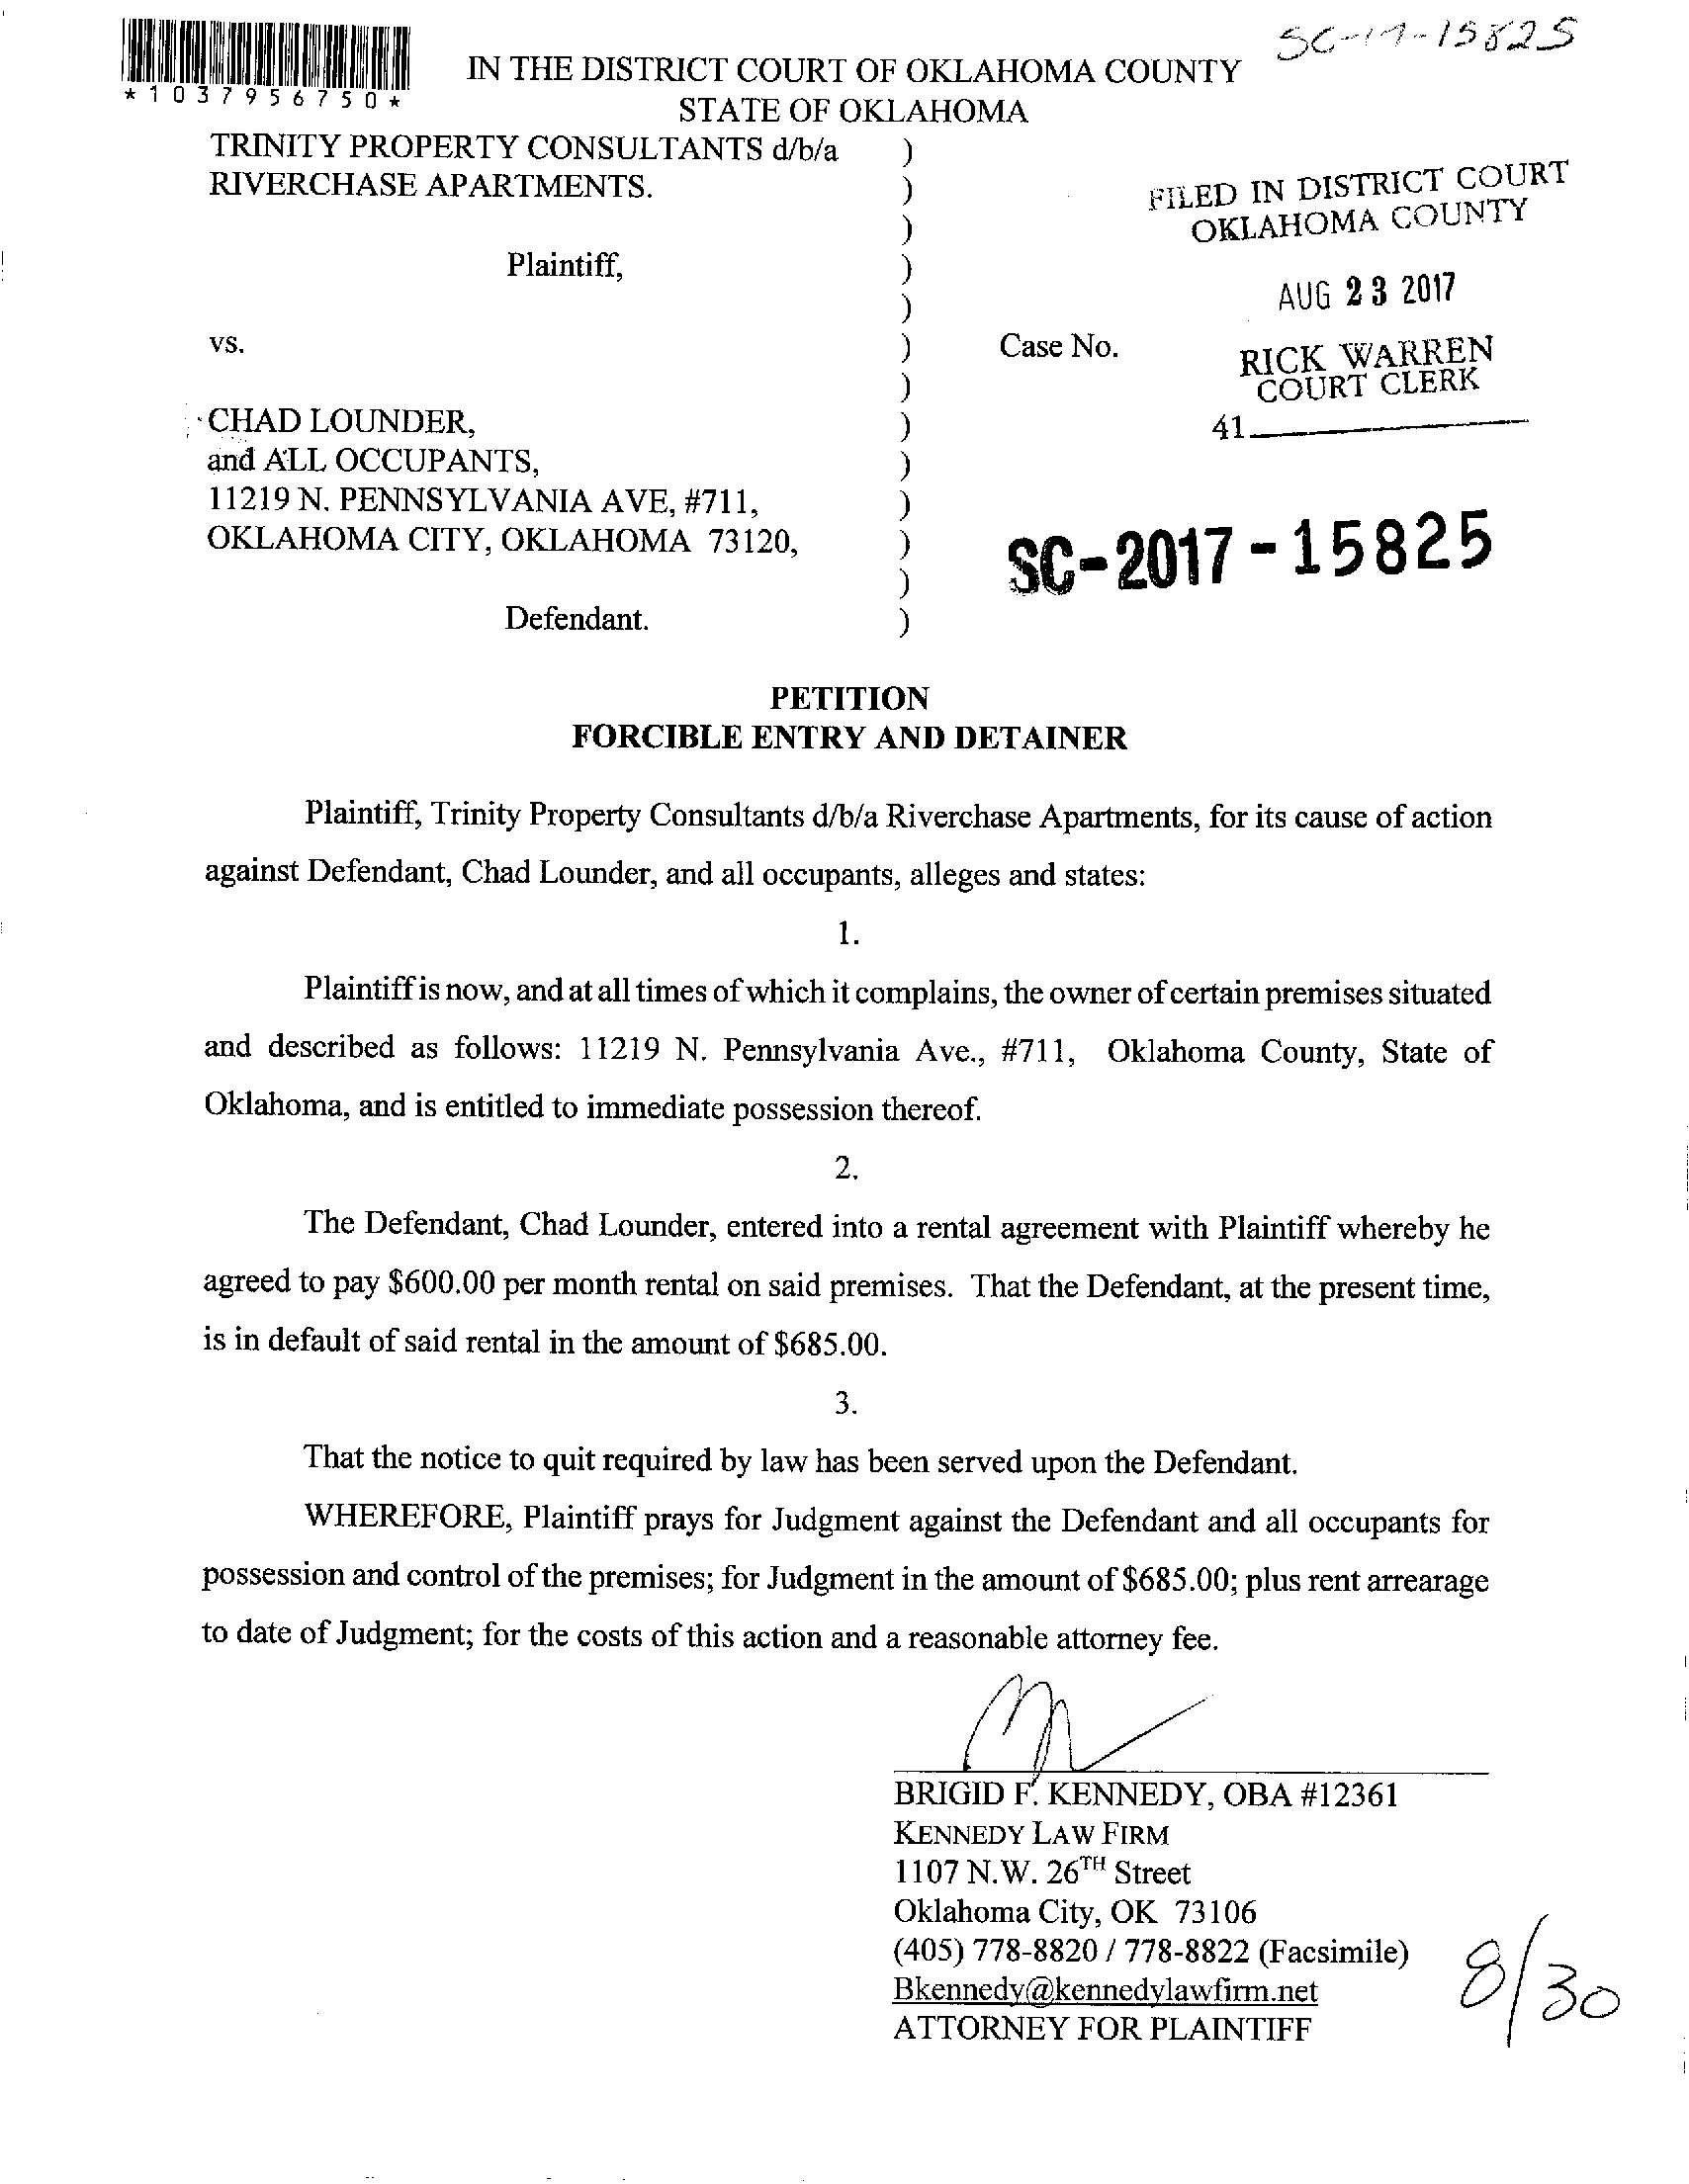 SC-17-15825
*1037956750*
IN THE DISTRICT COURT OF OKLAHOMA COUNTY
STATE OF OKLAHOMA
TRINITY PROPERTY CONSULTANTS d/b/a )
RIVERCHASE APARTMENTS. )
)
Plaintiff, )
)
vs. )
)
CHAD LOUNDER, )
and ALL OCCUPANTS, )
11219 N. PENNSYLVANIA AVE, #711, )
OKLAHOMA CITY, OKLAHOMA 73120, )
)
Defendant. )
FILED IN DISTRICT COURT
OKLAHOMA COUNTY
AUG 23 2017
Case No.
RICK WARREN
COURT CLERK
41
SC-2017-15825
PETITION
FORCIBLE ENTRY AND DETAINER
Plaintiff, Trinity Property Consultants d/b/a Riverchase Apartments, for its cause of action
against Defendant, Chad Lounder, and all occupants, alleges and states:
1.
Plaintiff is now, and at all times of which it complains, the owner of certain premises situated
and described as follows: 11219 N. Pennsylvania Ave., #711, Oklahoma County, State of
Oklahoma, and is entitled to immediate possession thereof.
2.
The Defendant, Chad Lounder, entered into a rental agreement with Plaintiff whereby he
agreed to pay $600.00 per month rental on said premises. That the Defendant, at the present time,
is in default of said rental in the amount of $685.00.
3.
That the notice to quit required by law has been served upon the Defendant.
WHEREFORE, Plaintiff prays for Judgment against the Defendant and all occupants for
possession and control of the premises; for Judgment in the amount of $685.00; plus rent arrearage
to date of Judgment; for the costs of this action and a reasonable attorney fee.
BRIGID F. KENNEDY, OBA #12361
KENNEDY LAW FIRM
1107 N.W. 26TH Street
Oklahoma City, OK 73106
(405) 778-8820 / 778-8822 (Facsimile)
Bkennedy@kennedylawfirm.net
ATTORNEY FOR PLAINTIFF
8/30